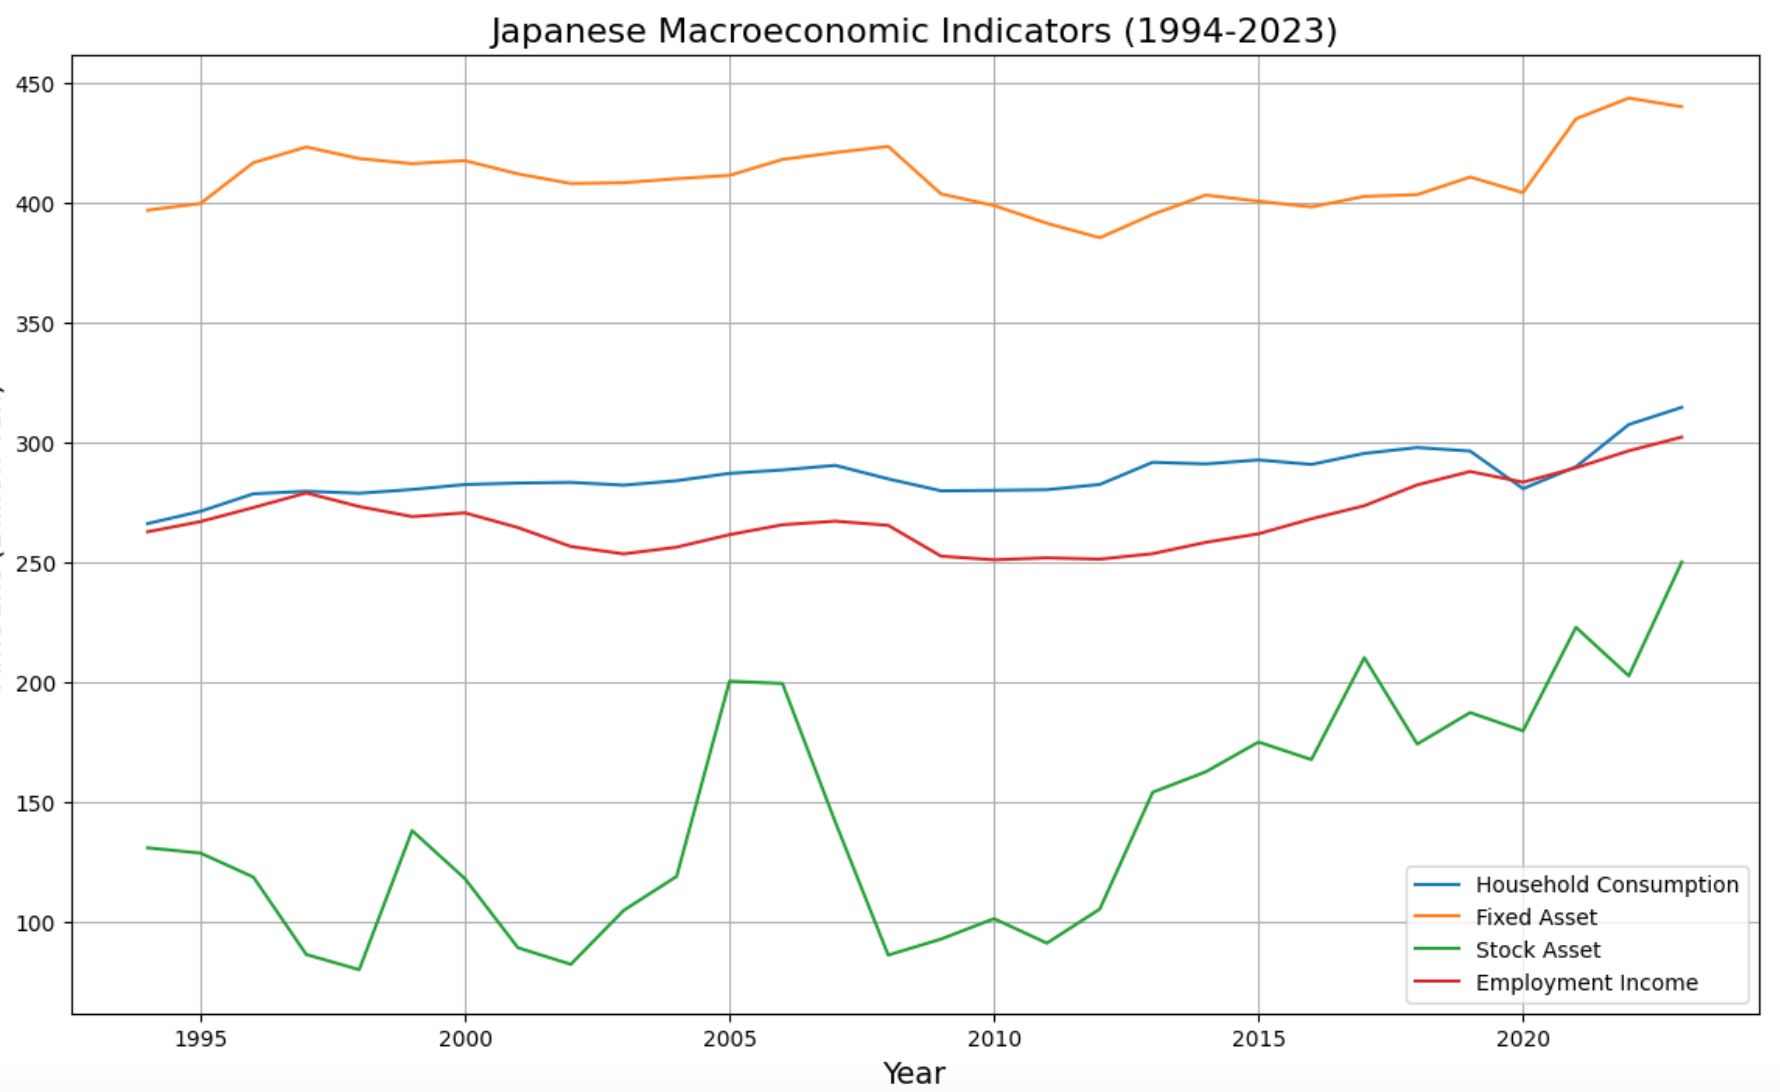 Japanese Macroeconomic Indicators (1994-2023)
450
400
350
300
250
200
150
100
1995
2000
2005
2010
2015
2020
Year
Household Consumption
Fixed Asset
Stock Asset
Employment Income